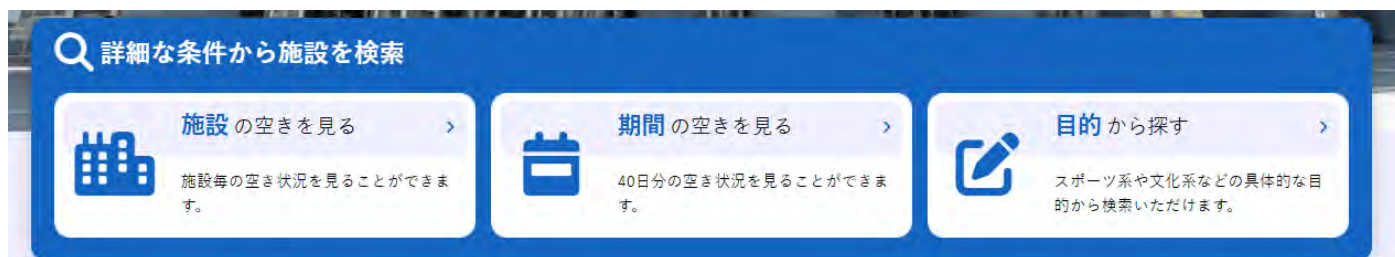 詳細な条件から施設を検索
施設 の空きを見る
施設毎の空き状況を見ることができま
す。
期間 の空きを見る
40日分の空き状況を見ることができま
す。
目的 から探す
スポーツ系や文化系などの具体的な目
的から検索いただけます。